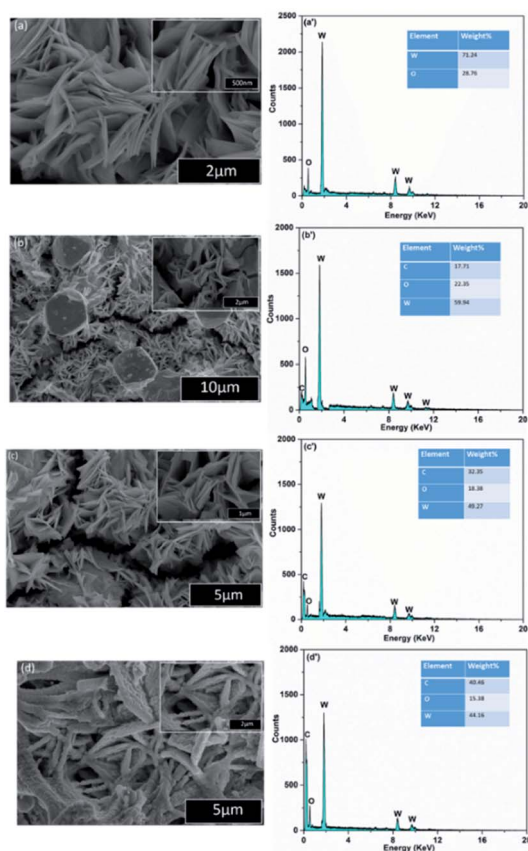 (a)
500nm
2μm
(a')
2500
2000
1500
1000
500
0
Counts
W
O
W
W
0 4 8 12 16 20
Energy (KeV)
Element Weight%
W 71.24
O 28.76
(b)
2μm
10μm
(b')
2000
1500
1000
500
0
Counts
W
O
C
W
W
W
0 4 8 12 16 20
Energy (KeV)
Element Weight%
C 17.71
O 22.35
W 59.94
(c)
1μm
5μm
(c')
2000
1500
1000
500
0
Counts
W
C
O
W
W
0 4 8 12 16 20
Energy (KeV)
Element Weight%
C 32.35
O 18.38
W 49.27
(d)
2μm
5μm
(d')
2000
1500
1000
500
0
Counts
W
C
O
W
W
0 4 8 12 16 20
Energy (KeV)
Element Weight%
C 40.46
O 15.38
W 44.16